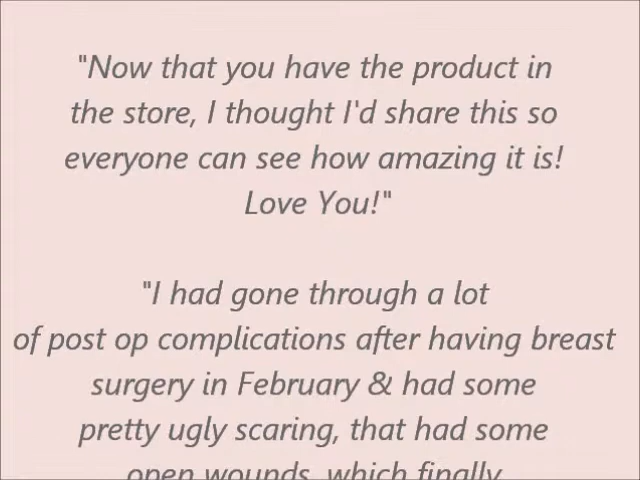 "Now that you have the product in
the store, I thought I'd share this so
everyone can see how amazing it is!
Love You!"
"I had gone through a lot
of post op complications after having breast
surgery in February & had some
pretty ugly scaring, that had some
open wounds, which finally